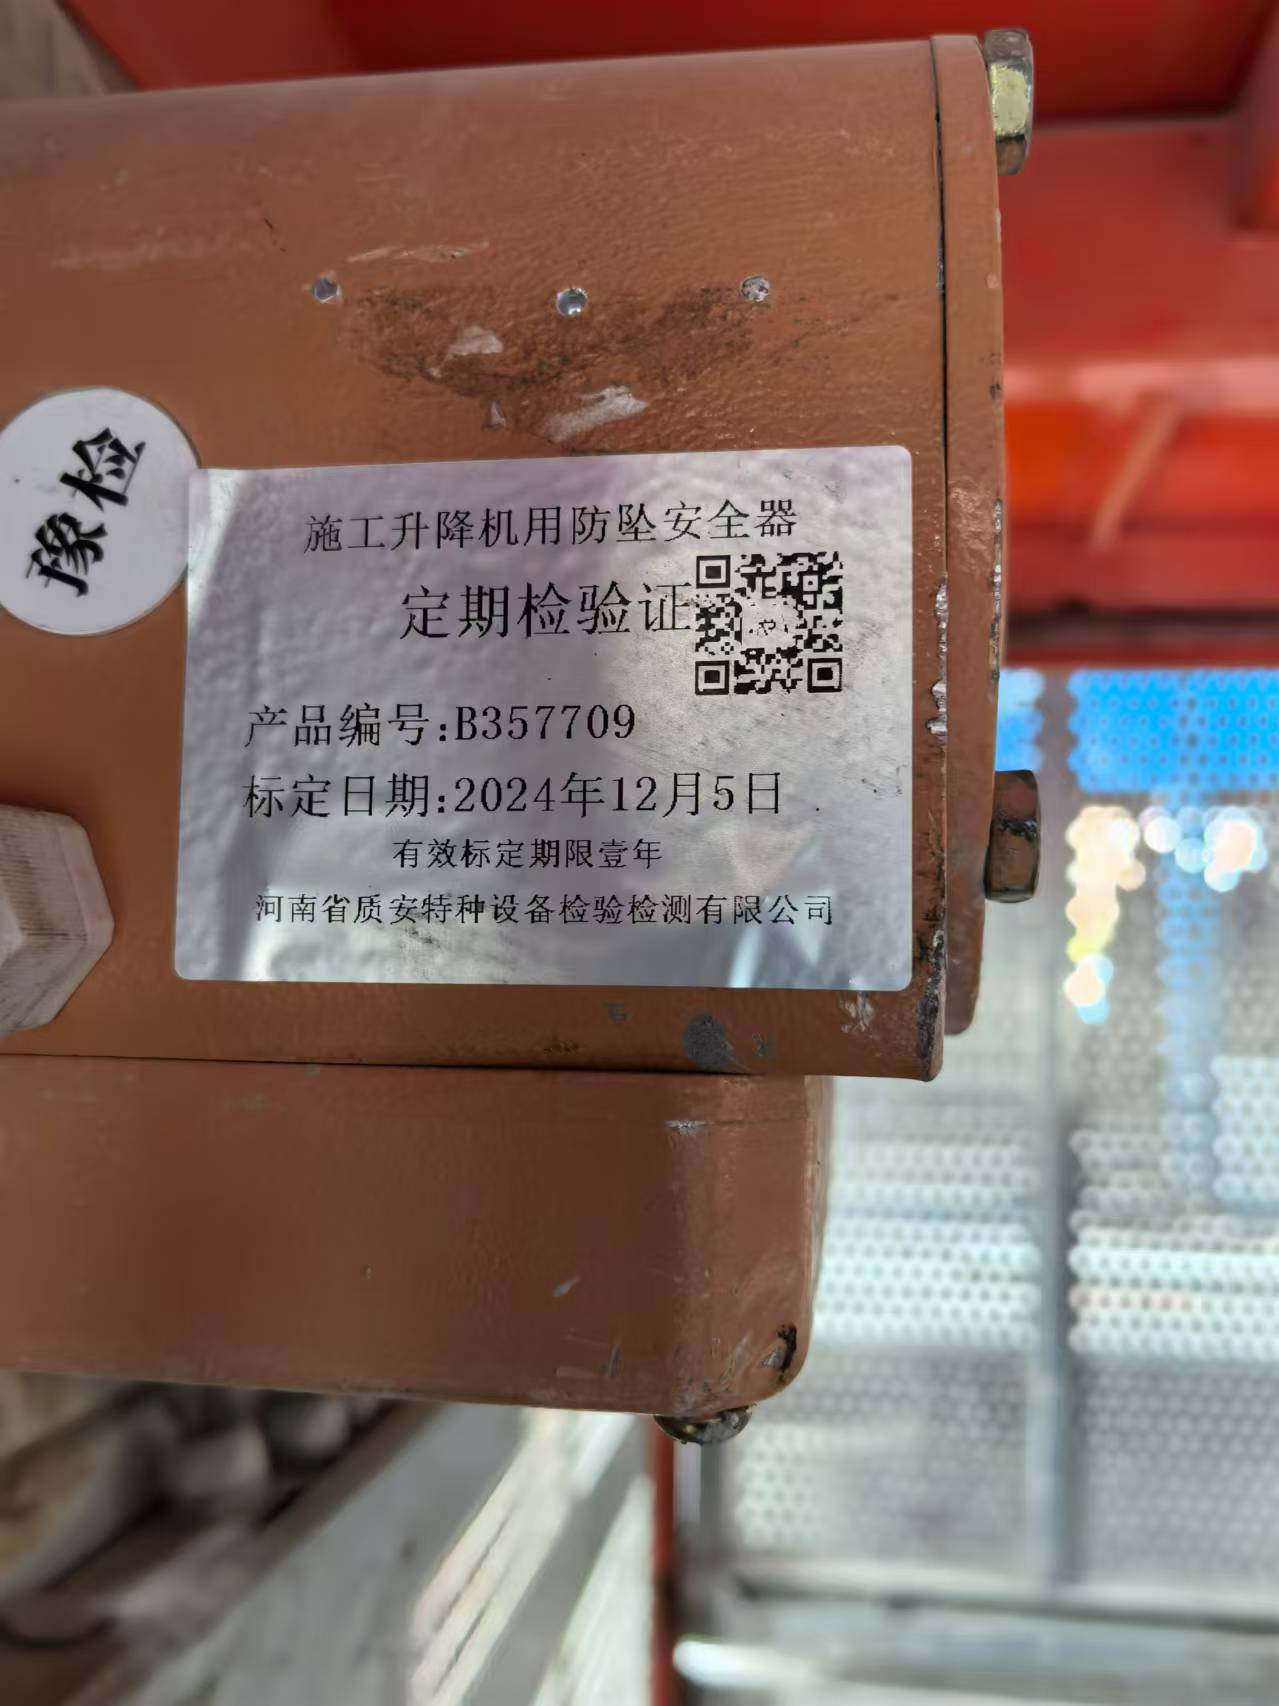 豫检
施工升降机用防坠安全器
定期检验证
产品编号:B357709
标定日期:2024年12月5日
有效标定期限壹年
河南省质安特种设备检验检测有限公司